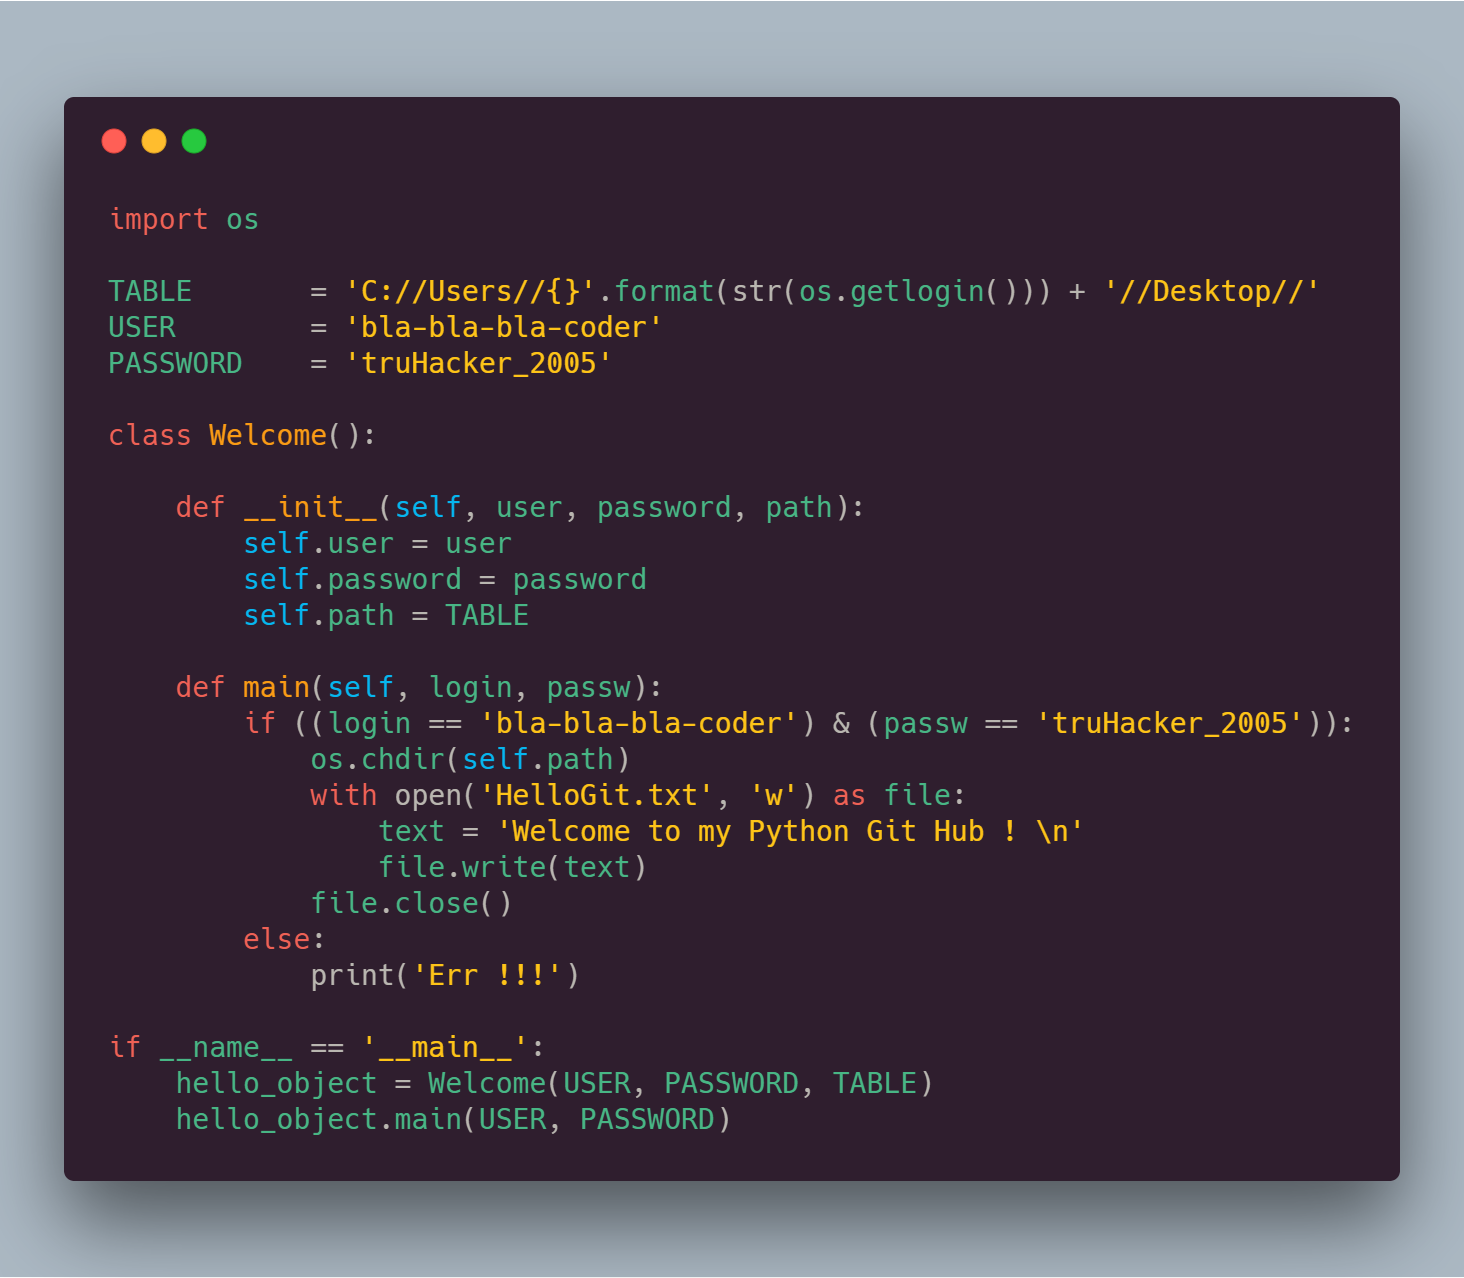 import os

TABLE       = 'C://Users//{}'.format(str(os.getlogin())) + '//Desktop//'
USER        = 'bla-bla-bla-coder'
PASSWORD    = 'truHacker_2005'

class Welcome():

    def __init__(self, user, password, path):
        self.user = user
        self.password = password
        self.path = TABLE

    def main(self, login, passw):
        if ((login == 'bla-bla-bla-coder') & (passw == 'truHacker_2005')):
            os.chdir(self.path)
            with open('HelloGit.txt', 'w') as file:
                text = 'Welcome to my Python Git Hub ! \n'
                file.write(text)
            file.close()
        else:
            print('Err !!!')

if __name__ == '__main__':
    hello_object = Welcome(USER, PASSWORD, TABLE)
    hello_object.main(USER, PASSWORD)